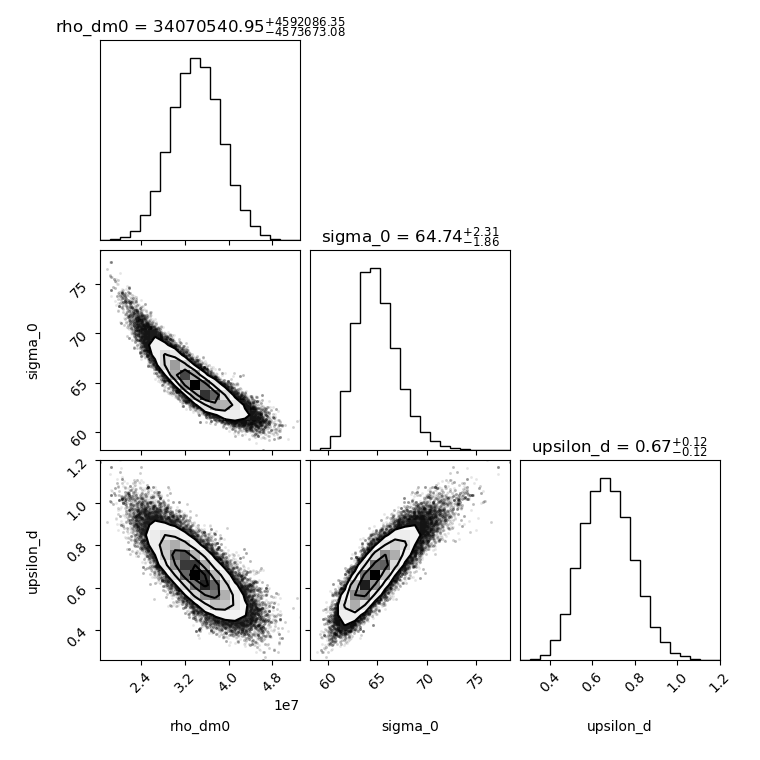 rho_dm0 = 34070540.95+4592086.35−4573673.08
sigma_0 = 64.74+2.31−1.86
75
70
65
60
sigma_0
upsilon_d = 0.67+0.12−0.12
1.2
1.0
0.8
0.6
0.4
upsilon_d
2.4 3.2 4.0 4.8 60 65 70 75 0.4 0.6 0.8 1.0 1.2
1e7
rho_dm0 sigma_0 upsilon_d